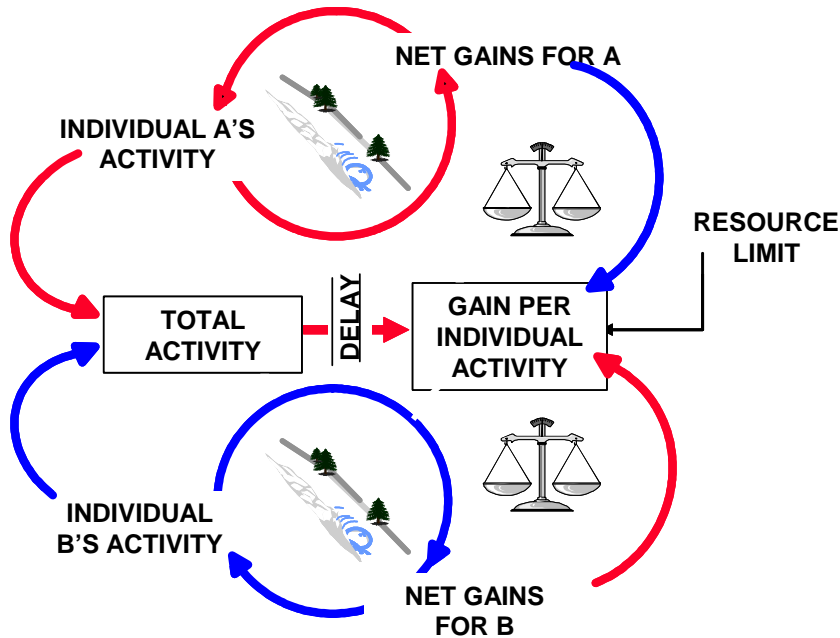 NET GAINS FOR A
INDIVIDUAL A'S
ACTIVITY
RESOURCE
LIMIT
TOTAL
ACTIVITY
DELAY
GAIN PER
INDIVIDUAL
ACTIVITY
INDIVIDUAL
B'S ACTIVITY
NET GAINS
FOR B